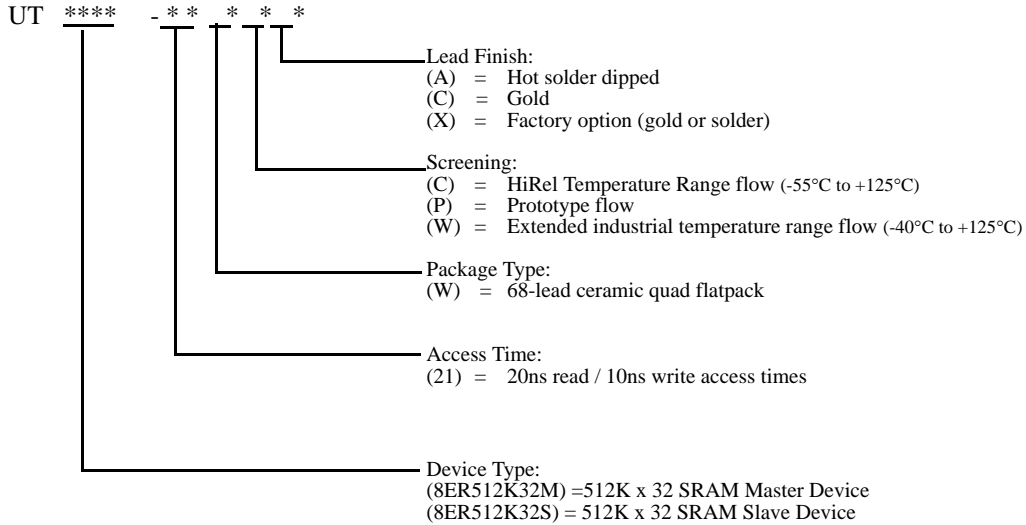 UT **** - * * * * *
Lead Finish:
(A) = Hot solder dipped
(C) = Gold
(X) = Factory option (gold or solder)
Screening:
(C) = HiRel Temperature Range flow (-55°C to +125°C)
(P) = Prototype flow
(W) = Extended industrial temperature range flow (-40°C to +125°C)
Package Type:
(W) = 68-lead ceramic quad flatpack
Access Time:
(21) = 20ns read / 10ns write access times
Device Type:
(8ER512K32M) =512K x 32 SRAM Master Device
(8ER512K32S) = 512K x 32 SRAM Slave Device